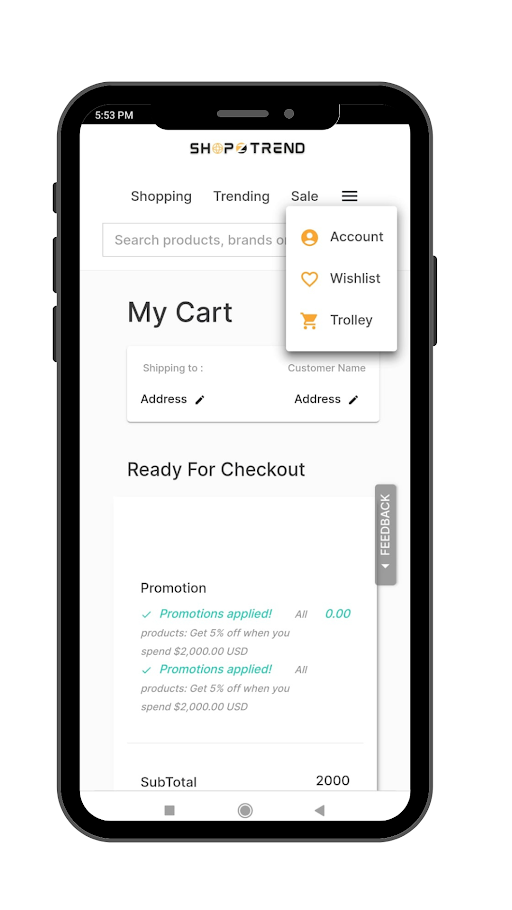 5:53 PM
SHOP TREND
Shopping Trending Sale
Search products, brands or
Account
Wishlist
Trolley
My Cart
Shipping to : Customer Name
Address Address
Ready For Checkout
FEEDBACK
Promotion
Promotions applied! All 0.00
products: Get 5% off when you
spend $2,000.00 USD
Promotions applied! All
products: Get 5% off when you
spend $2,000.00 USD
SubTotal 2000